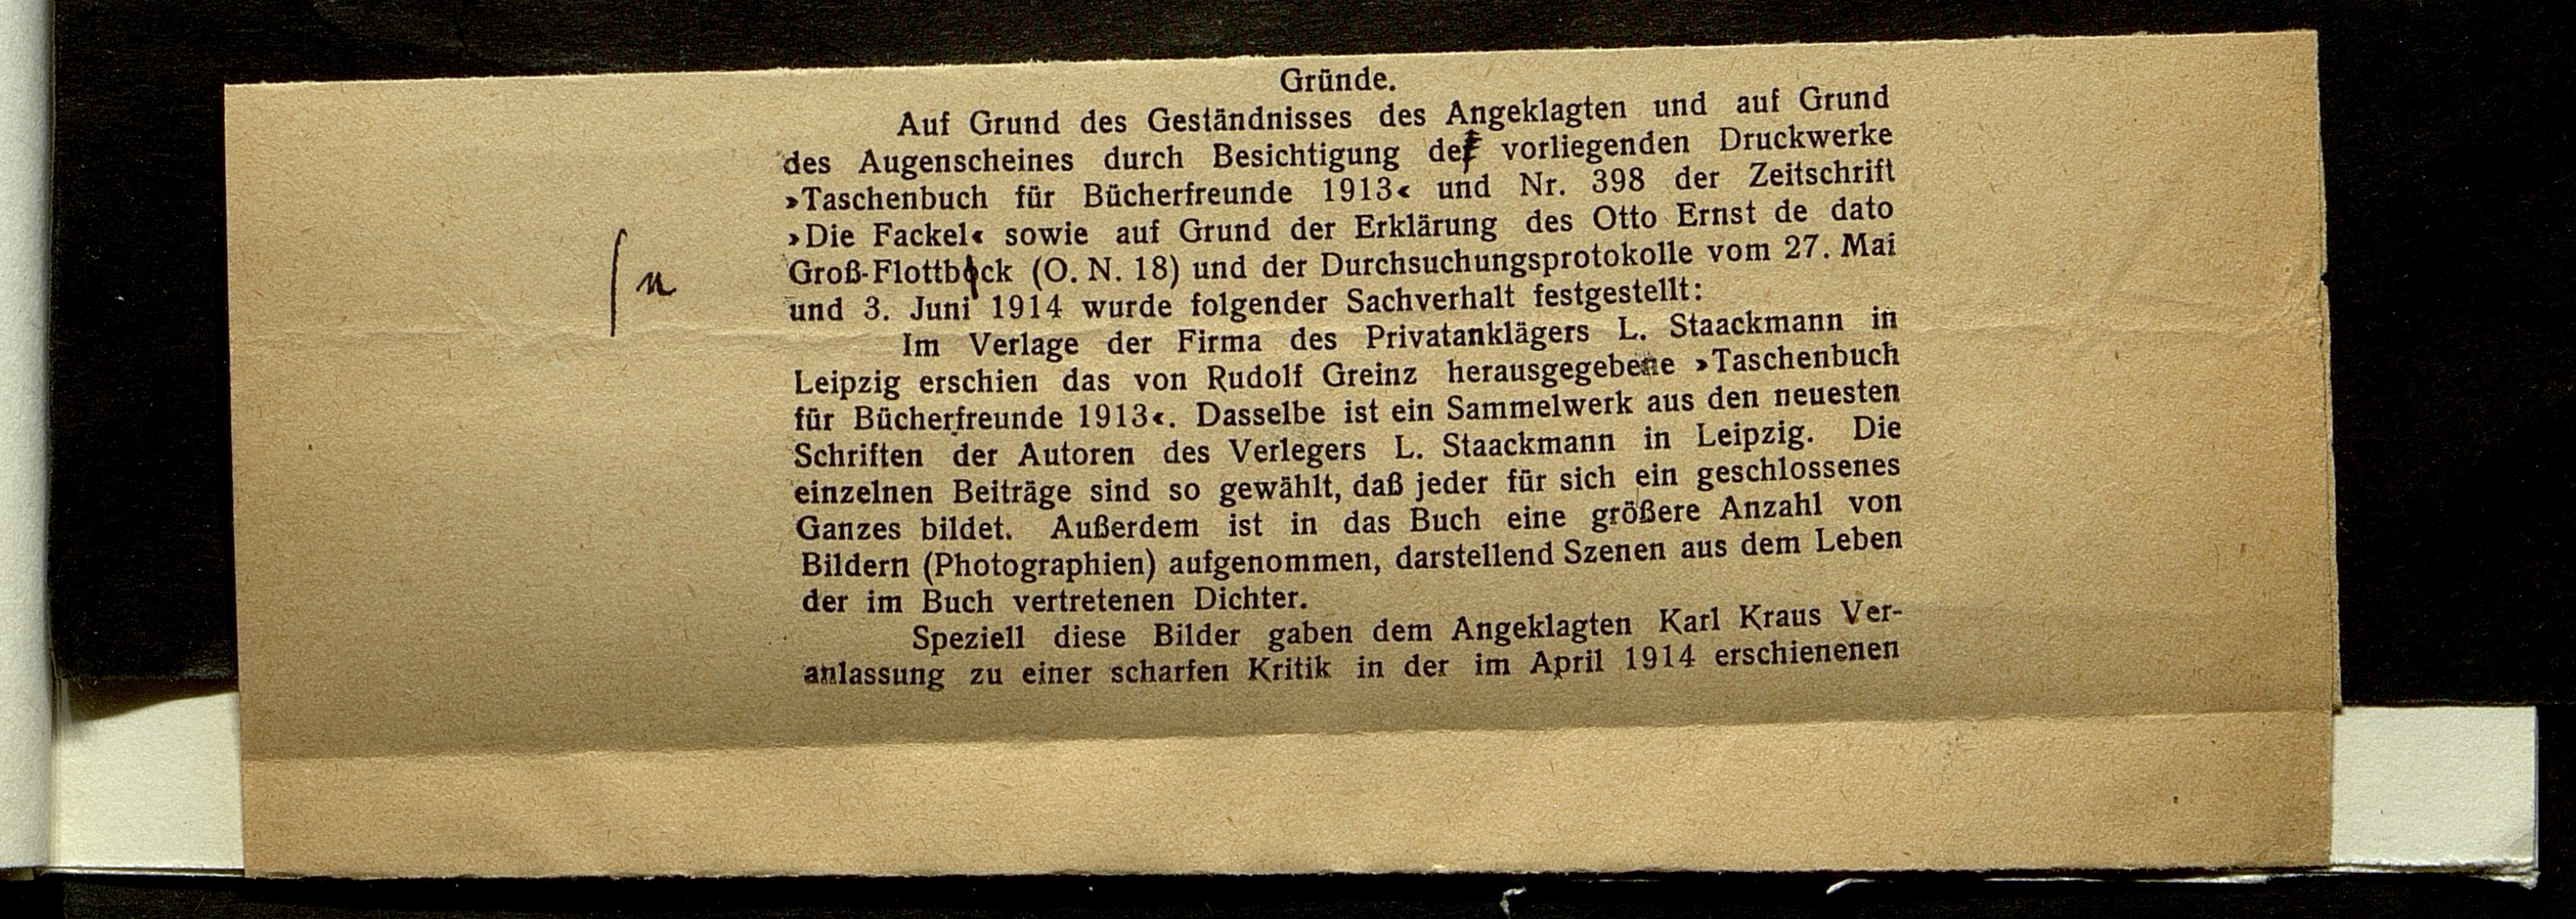 Gründe.
Auf Grund des Geständnisses des Angeklagten und auf Grund
des Augenscheines durch Besichtigung der vorliegenden Druckwerke
»Taschenbuch für Bücherfreunde 1913« und Nr. 398 der Zeitschrift
»Die Fackel« sowie auf Grund der Erklärung des Otto Ernst de dato
Groß-Flottbock (O. N. 18) und der Durchsuchungsprotokolle vom 27. Mai
n
und 3. Juni 1914 wurde folgender Sachverhalt festgestellt:
Im Verlage der Firma des Privatanklägers L. Staackmann in
Leipzig erschien das von Rudolf Greinz herausgegebene »Taschenbuch
für Bücherfreunde 1913«. Dasselbe ist ein Sammelwerk aus den neuesten
Schriften der Autoren des Verlegers L. Staackmann in Leipzig. Die
einzelnen Beiträge sind so gewählt, daß jeder für sich ein geschlossenes
Ganzes bildet. Außerdem ist in das Buch eine größere Anzahl von
Bildern (Photographien) aufgenommen, darstellend Szenen aus dem Leben
der im Buch vertretenen Dichter.
Speziell diese Bilder gaben dem Angeklagten Karl Kraus Ver-
anlassung zu einer scharfen Kritik in der im April 1914 erschienenen